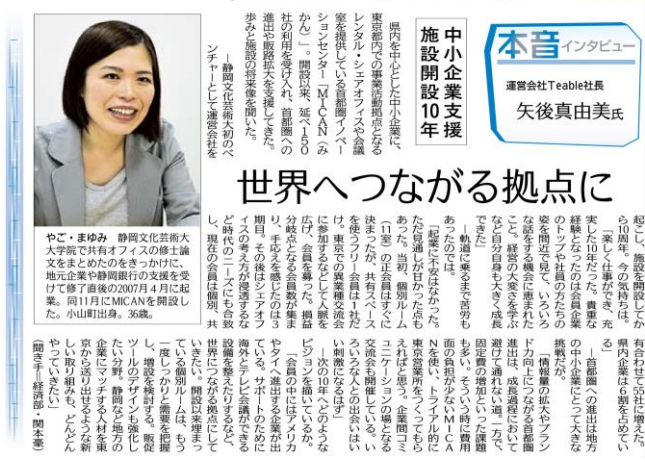 本音インタビュー
運営会社Teable社長
矢後真由美氏
中小企業支援
施設開設10年
世界へつながる拠点に
県内を中心とした中小企業に、
東京都内での事業活動拠点となる
レンタル・シェアオフィスや会議
室を提供している首都圏イノベー
ションセンター「MICAN（み
かん）」。開設以来、延べ150
社の利用を受け入れ、首都圏への
進出や販路拡大を支援してきた。
歩みと施設の将来像を聞いた。
―静岡文化芸術大初のベ
ンチャーとして運営会社を
やご・まゆみ　静岡文化芸術大
大学院で共有オフィスの修士論
文をまとめたのをきっかけに、
地元企業や静岡銀行の支援を受
けて修了直後の2007年4月に起
業。同11月にMICANを開設し
た。小山町出身。36歳。
起こし、施設を開設してか
ら10周年。今の気持ちは。
「楽しく仕事ができ、充
実した10年だった。貴重な
経験となったのは会員企業
のトップや社員の方たちの
姿を間近で見て、いろいろ
な話をする機会に恵まれた
こと。経営の大変さを学ぶ
など自分自身も大きく成長
できた」
―軌道に乗るまで苦労も
あったのでは。
「起業に不安はなかった。
ただ見通しが甘かった点も
あった。当初、個別ルーム
（11室）の正会員はすぐに
決まったが、共有スペース
を使うフリー会員は1社だ
け。東京での異業種交流会
に参加するなどして人脈を
広げ、会員を募った。損益
分岐点となる会員数が集ま
り、手応えを感じたのは3
期目。その後はシェアオフ
ィスの考え方が浸透するな
ど時代のニーズにも合致
し、現在の会員は個別、共
有合わせて55社に増えた。
県内企業は6割を占めてい
る」
―首都圏への進出は地方
の中小企業にとって大きな
挑戦だが。
「情報量の拡大やブラン
ド力向上につながる首都圏
進出は、成長過程において
避けて通れない道。一方で、
固定費の増加といった課題
も多い。そういう時に費用
面の負担が少ないMICA
Nを使い、トライアル的に
東京営業所をつくってもら
えればと思う。企業間コミ
ュニケーションの場となる
交流会も開催している。い
ろいろな人との出会いはい
い刺激になるはず」
―次の10年へどのような
ビジョンを描いているか。
「会員の中にはアメリカ
やタイへ進出する企業が出
ている。サポートのために
海外とテレビ会議ができる
設備を整えたりするなど、
世界につながる拠点にして
いきたい。開設以来埋まっ
ている個別ルームは、もう
一度しっかりと需要を把握
し、増設を検討する。販促
ツールのデザインも強化し
たい分野。静岡など地方の
企業にマッチする人材を東
京から送り出せるような新
しい取り組みも、どんどん
やっていきたい」
（聞き手＝経済部・関本豪）